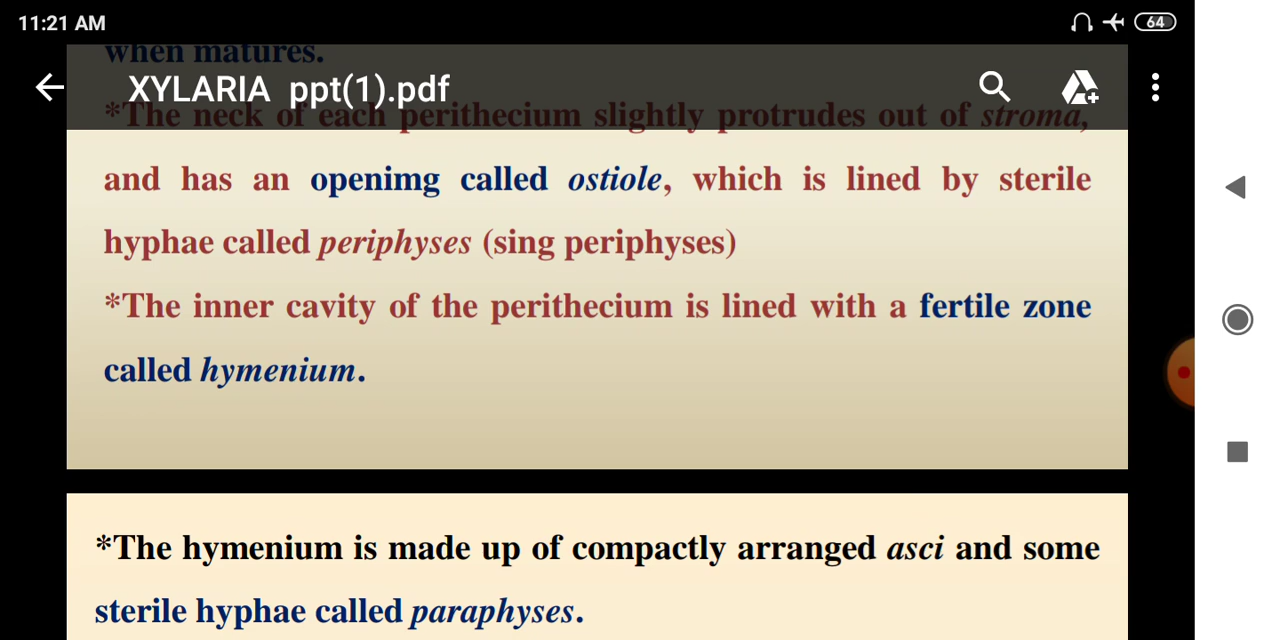 11:21 AM
64
when matures.
XYLARIA ppt(1).pdf
*The neck of each perithecium slightly protrudes out of stroma,
and has an openimg called ostiole, which is lined by sterile
hyphae called periphyses (sing periphyses)
*The inner cavity of the perithecium is lined with a fertile zone
called hymenium.
*The hymenium is made up of compactly arranged asci and some
sterile hyphae called paraphyses.